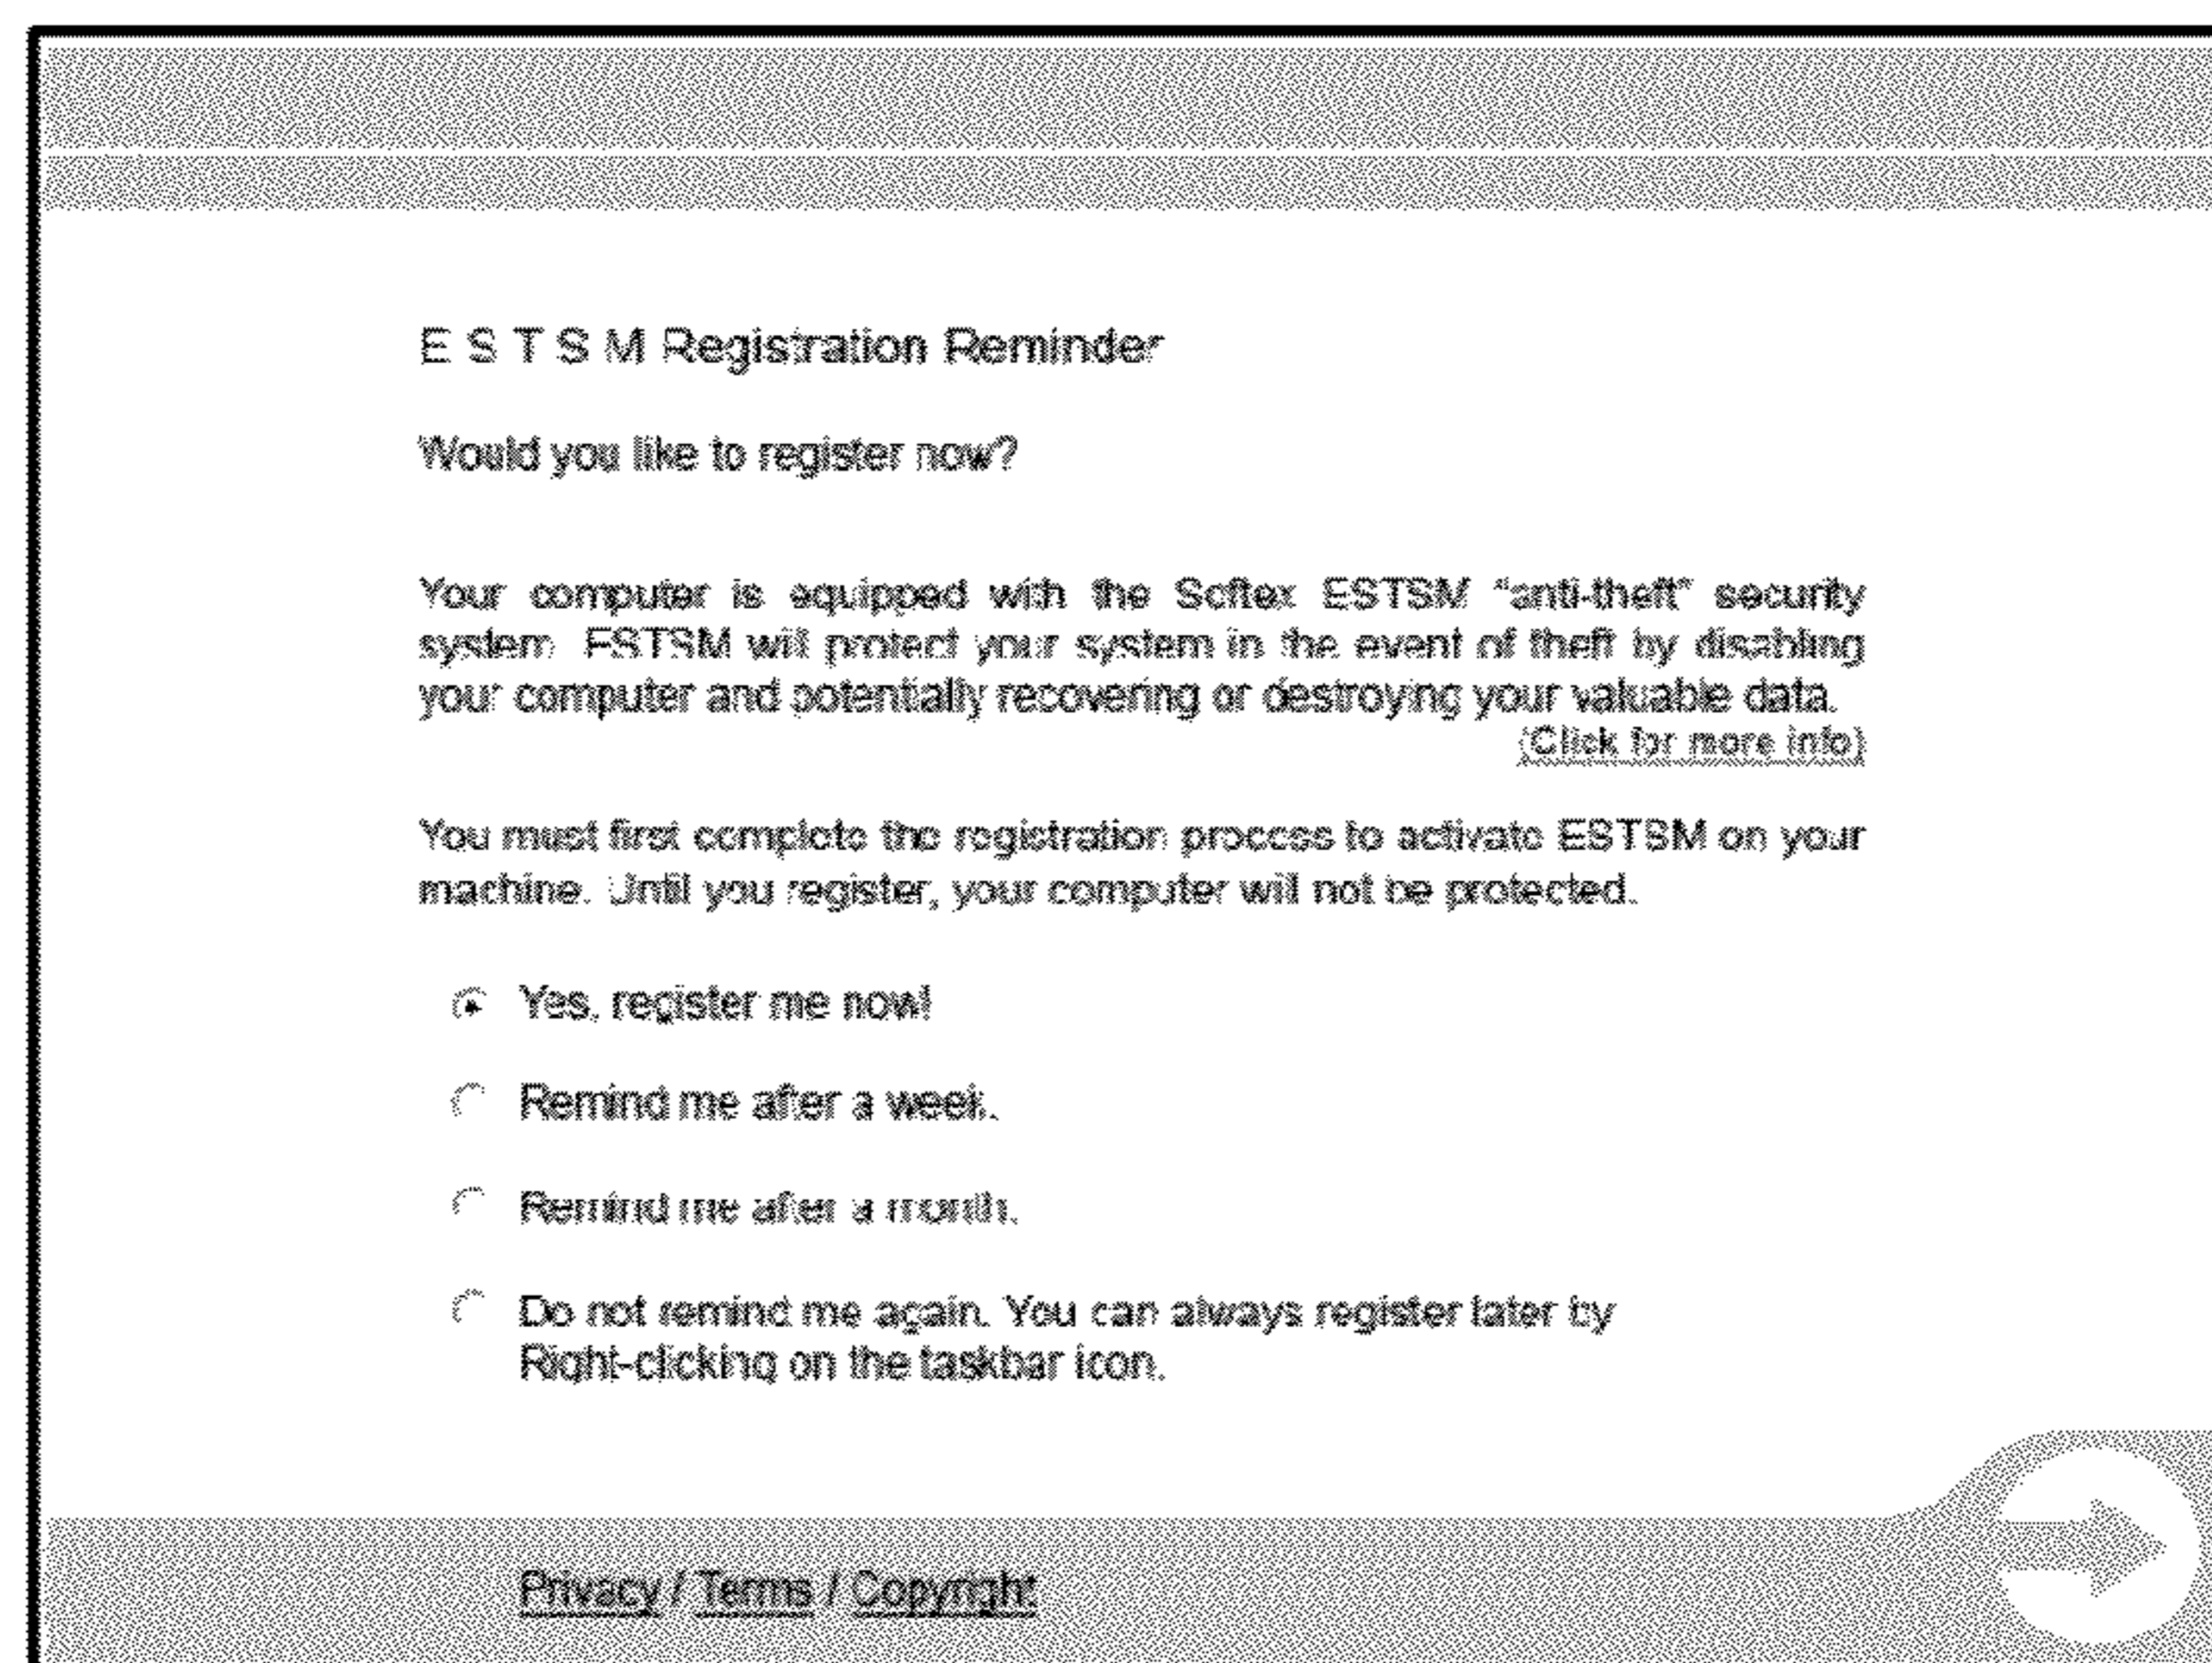 E S T S M Registration Reminder
Would you like to register now?
Your computer is equipped with the Softex ESTSM “anti-theft” security
system. ESTSM will protect your system in the event of theft by disabling
your computer and potentially recovering or destroying your valuable data.
(Click for more info)
You must first complete the registration process to activate ESTSM on your
machine. Until you register, your computer will not be protected.
Yes, register me now!
Remind me after a week.
Remind me after a month.
Do not remind me again. You can always register later by
Right-clicking on the taskbar icon.
Privacy / Terms / Copyright